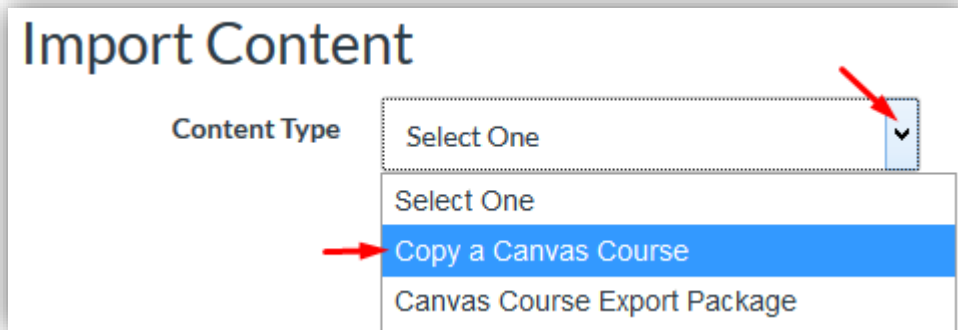 Import Content
Content Type Select One
Select One
Copy a Canvas Course
Canvas Course Export Package